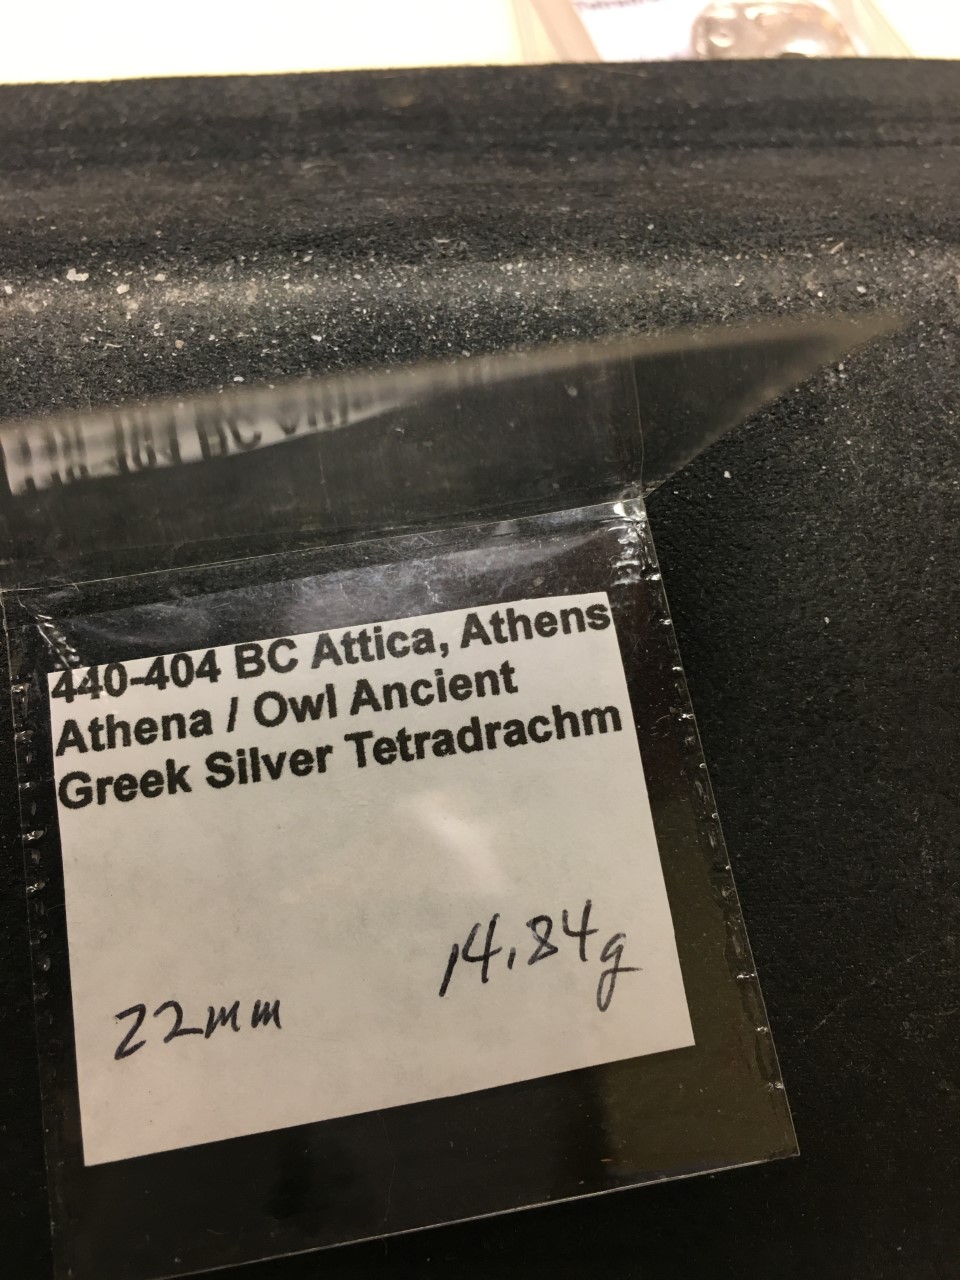 440-404 BC Attica, Athens
Athena / Owl Ancient
Greek Silver Tetradrachm
14.84g
22mm